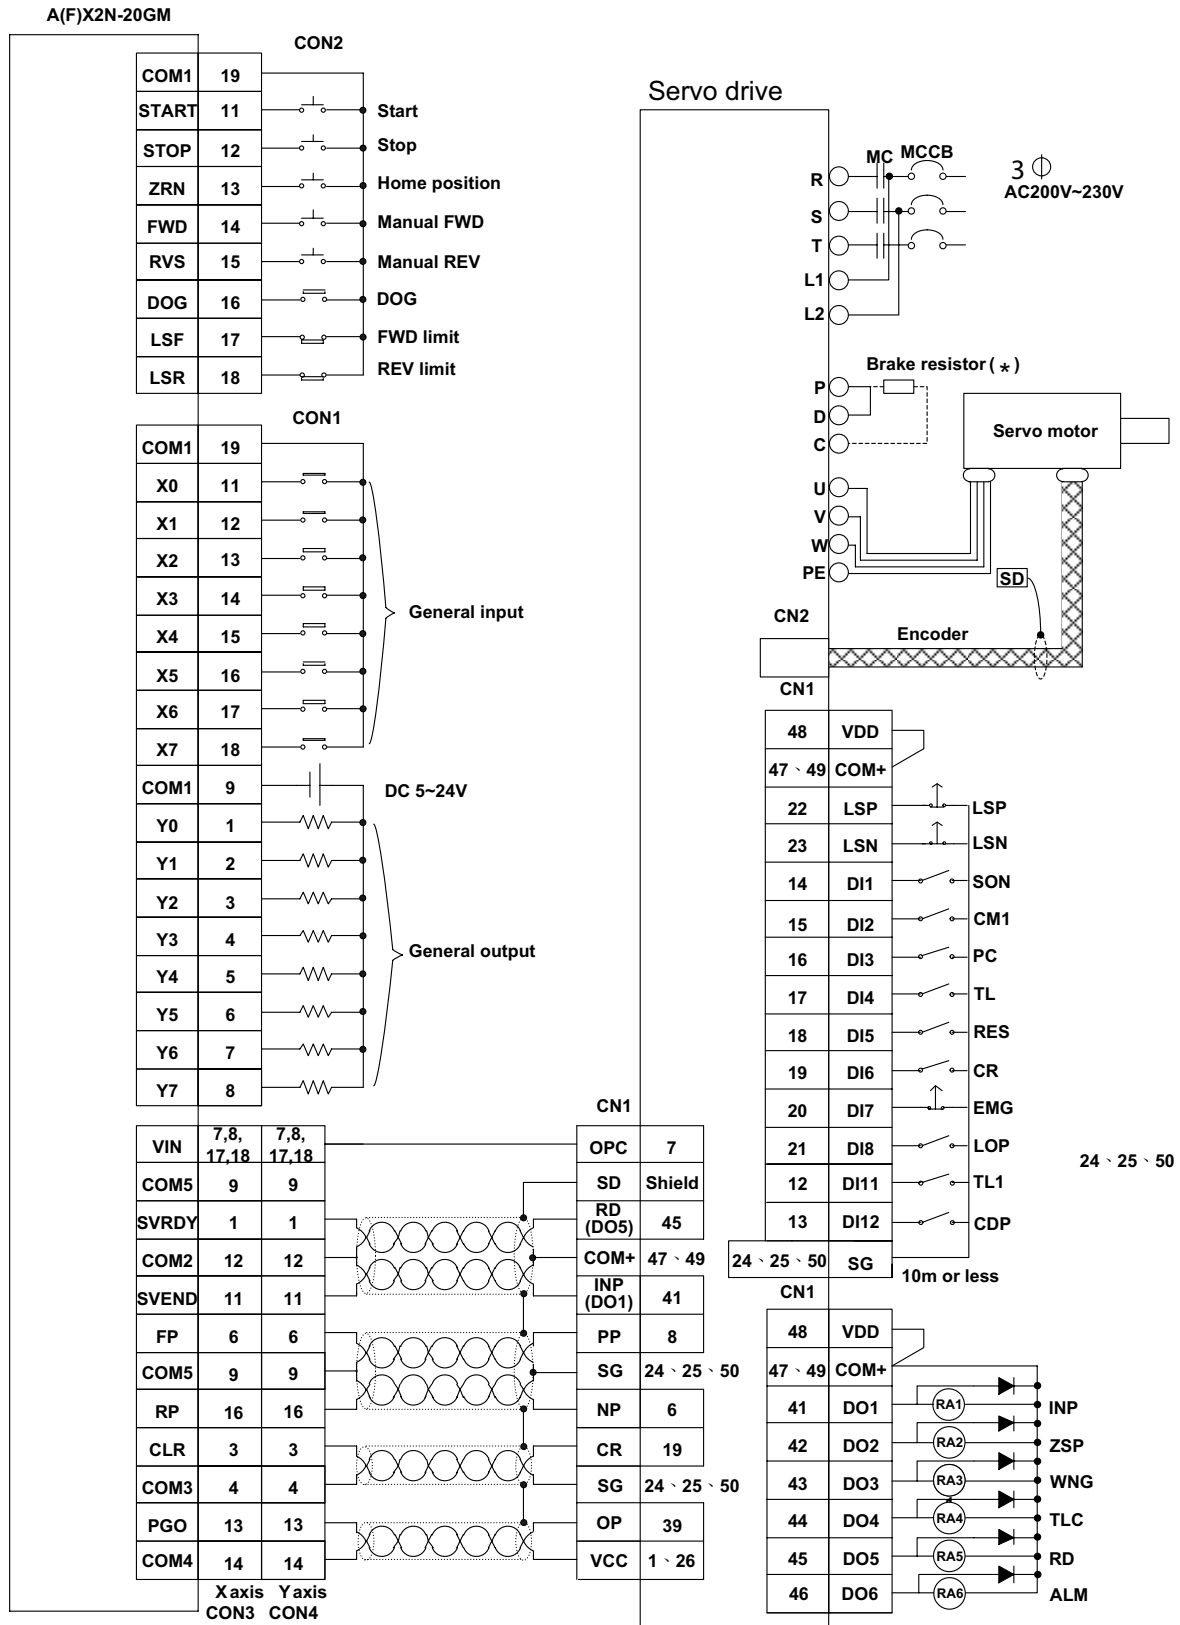 A(F)X2N-20GM
CON2
COM1 19
START 11 Start
STOP 12 Stop
ZRN 13 Home position
FWD 14 Manual FWD
RVS 15 Manual REV
DOG 16 DOG
LSF 17 FWD limit
LSR 18 REV limit
CON1
COM1 19
X0 11
X1 12
X2 13
X3 14
X4 15
X5 16
X6 17
X7 18
General input
COM1 9 DC 5~24V
Y0 1
Y1 2
Y2 3
Y3 4
Y4 5
Y5 6
Y6 7
Y7 8
General output
VIN 7,8, 7,8,
17,18 17,18
COM5 9 9
SVRDY 1 1
COM2 12 12
SVEND 11 11
FP 6 6
COM5 9 9
RP 16 16
CLR 3 3
COM3 4 4
PGO 13 13
COM4 14 14
X axis Y axis
CON3 CON4
CN1
OPC 7
SD Shield
RD
(DO5) 45
COM+ 47、49
INP
(DO1) 41
PP 8
SG 24、25、50
NP 6
CR 19
SG 24、25、50
OP 39
VCC 1、26
Servo drive
MC MCCB
R
S
T
L1
L2
3 Φ
AC200V~230V
Brake resistor (*)
P
D
C
Servo motor
U
V
W
PE
SD
CN2
Encoder
CN1
48 VDD
47、49 COM+
22 LSP LSP
23 LSN LSN
14 DI1 SON
15 DI2 CM1
16 DI3 PC
17 DI4 TL
18 DI5 RES
19 DI6 CR
20 DI7 EMG
21 DI8 LOP
24、25、50
12 DI11 TL1
13 DI12 CDP
24、25、50 SG
10m or less
CN1
48 VDD
47、49 COM+
41 DO1 RA1 INP
42 DO2 RA2 ZSP
43 DO3 RA3 WNG
44 DO4 RA4 TLC
45 DO5 RA5 RD
46 DO6 RA6 ALM